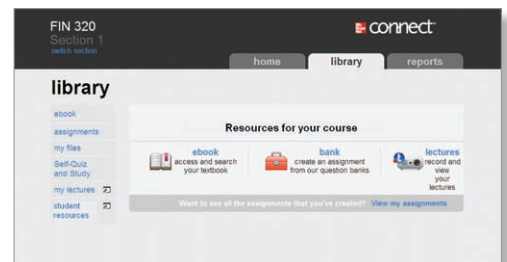 FIN 320
Section 1
switch section
connect
home
library
reports
library
ebook
assignments
my files
Self-Quiz
and Study
my lectures
student
resources
Resources for your course
ebook
access and search
your textbook
bank
create an assignment
from our question banks
lectures
record and
view
your
lectures
Want to see all the assignments that you've created? View my assignments